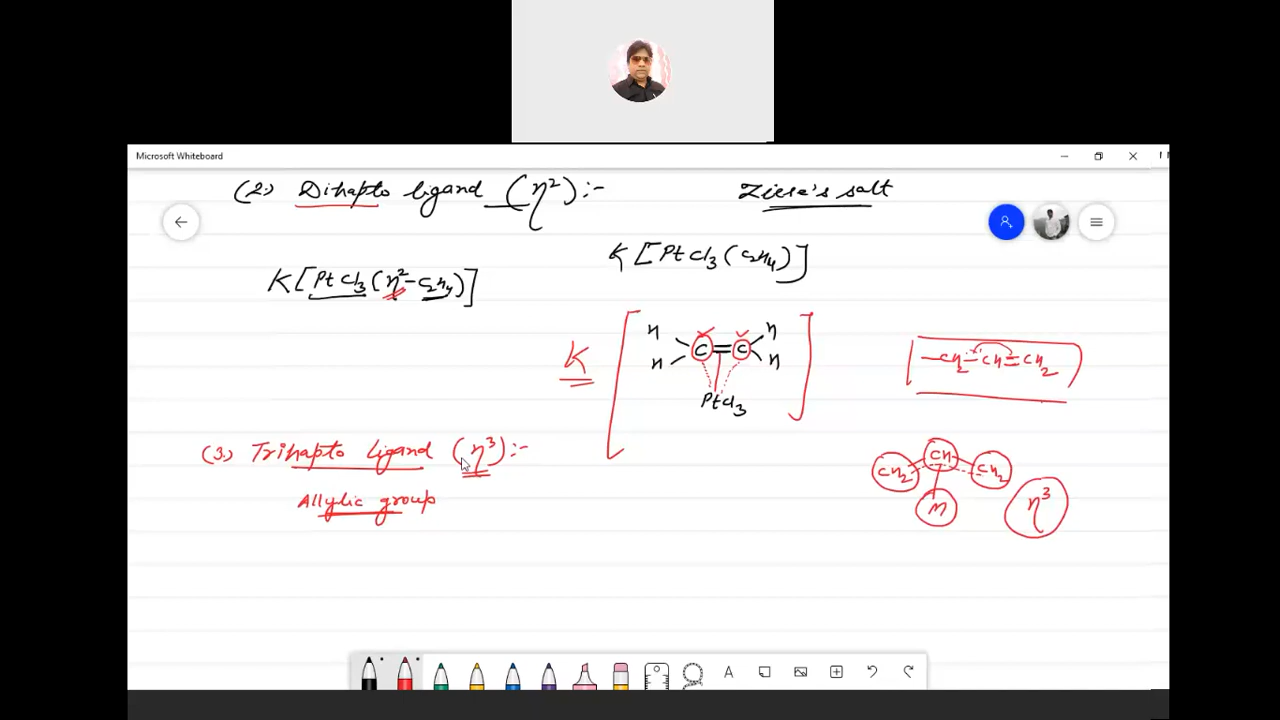 Microsoft Whiteboard
(2.) Dihapto ligand (η²):-
Zeise's salt
K[PtCl₃(C₂H₄)]
K[PtCl₃(η²-C₂H₄)]
H H
C=C
H H
K
PtCl₃
-CH₂-CH=CH₂
(3.) Trihapto ligand (η³):-
Allylic group
CH₂ CH CH₂
M
η³
A